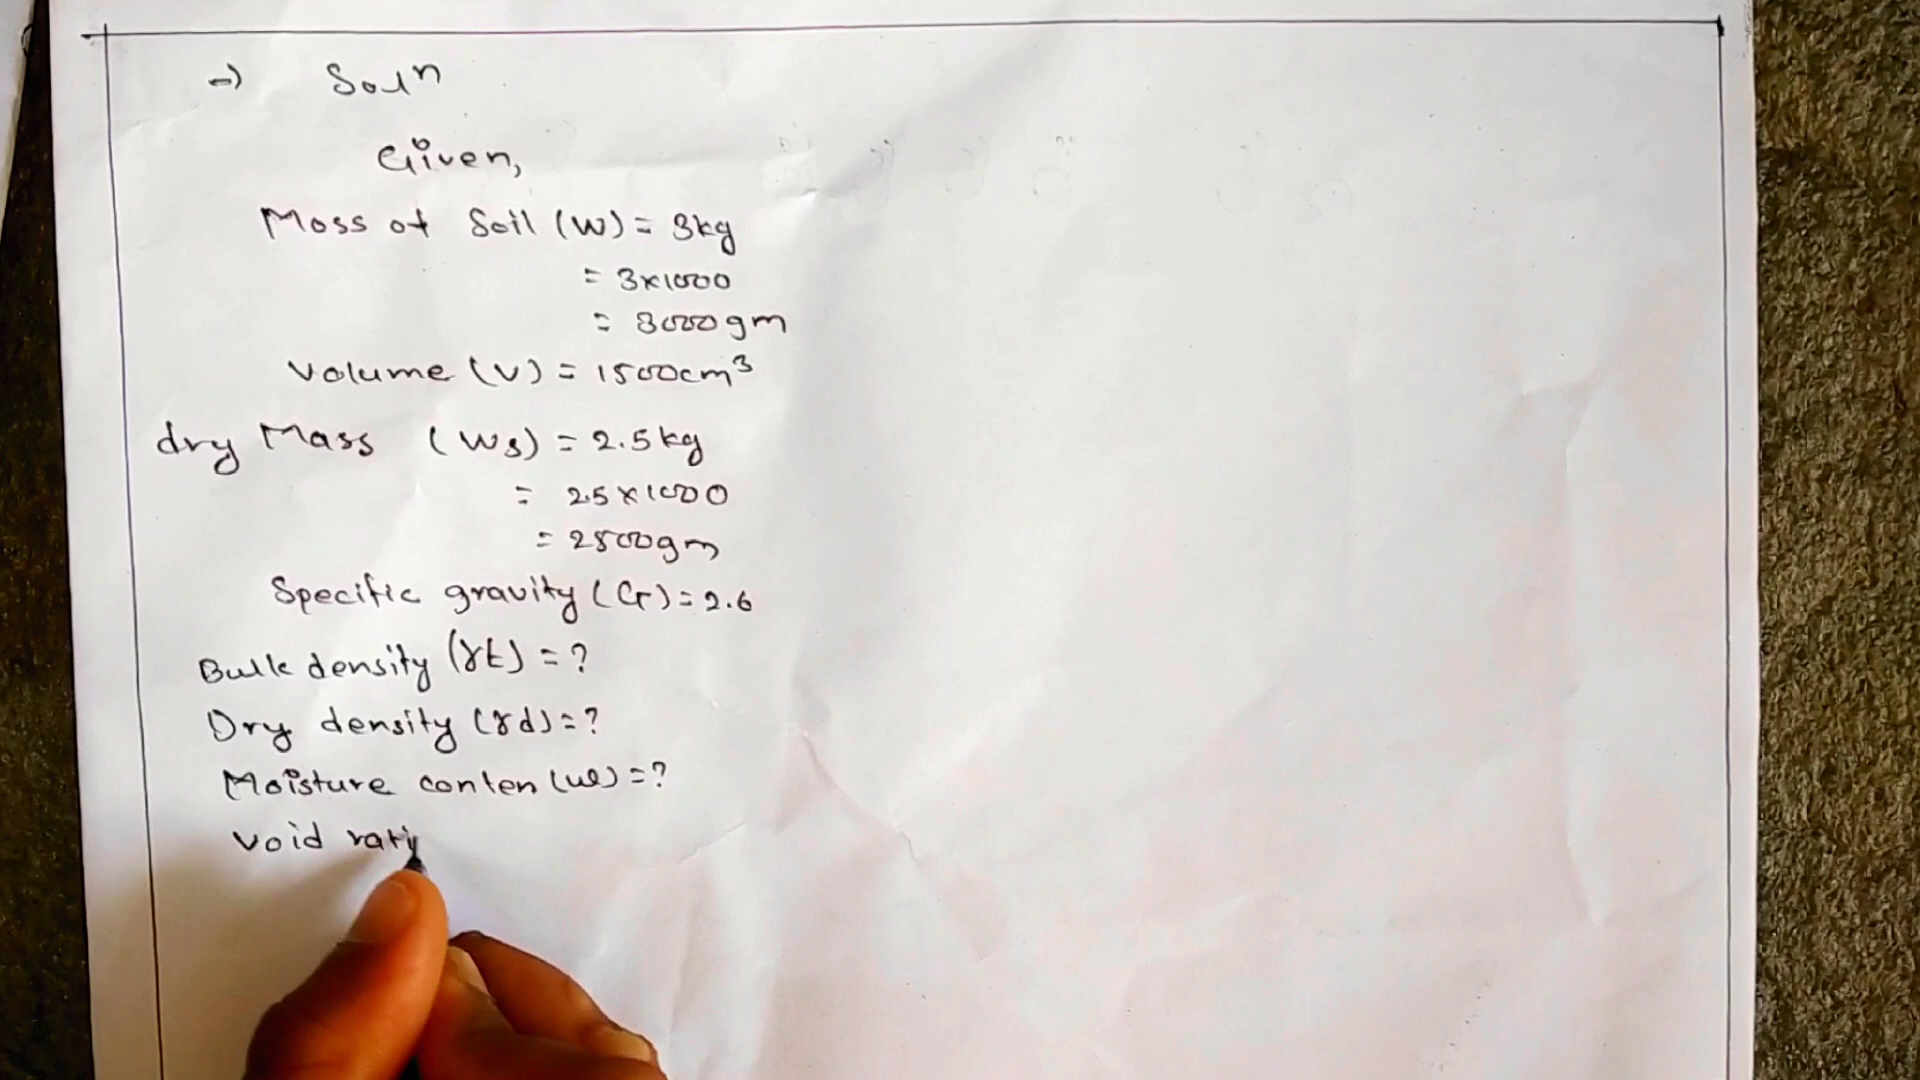 ⇒ Solⁿ
Given,
Moss of Soil (W) = 3kg
= 3×1000
= 3000gm
Volume (V) = 1500cm³
dry Mass (Ws) = 2.5kg
= 2.5×1000
= 2500gm
Specific gravity (G) = 2.6
Bulk density (γt) = ?
Dry density (γd) = ?
Moisture conten (w) = ?
Void rati